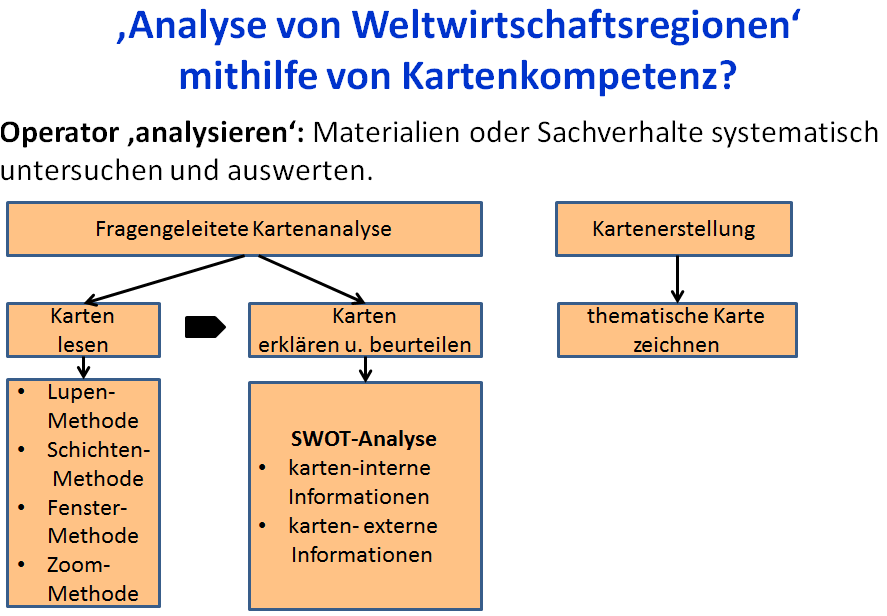 ‚Analyse von Weltwirtschaftsregionen‘
mithilfe von Kartenkompetenz?
Operator ‚analysieren‘: Materialien oder Sachverhalte systematisch
untersuchen und auswerten.
Fragengeleitete Kartenanalyse
Kartenerstellung
Karten
lesen
Karten
erklären u. beurteilen
thematische Karte
zeichnen
• Lupen-
Methode
• Schichten-
Methode
• Fenster-
Methode
• Zoom-
Methode
SWOT-Analyse
• karten-interne
Informationen
• karten- externe
Informationen